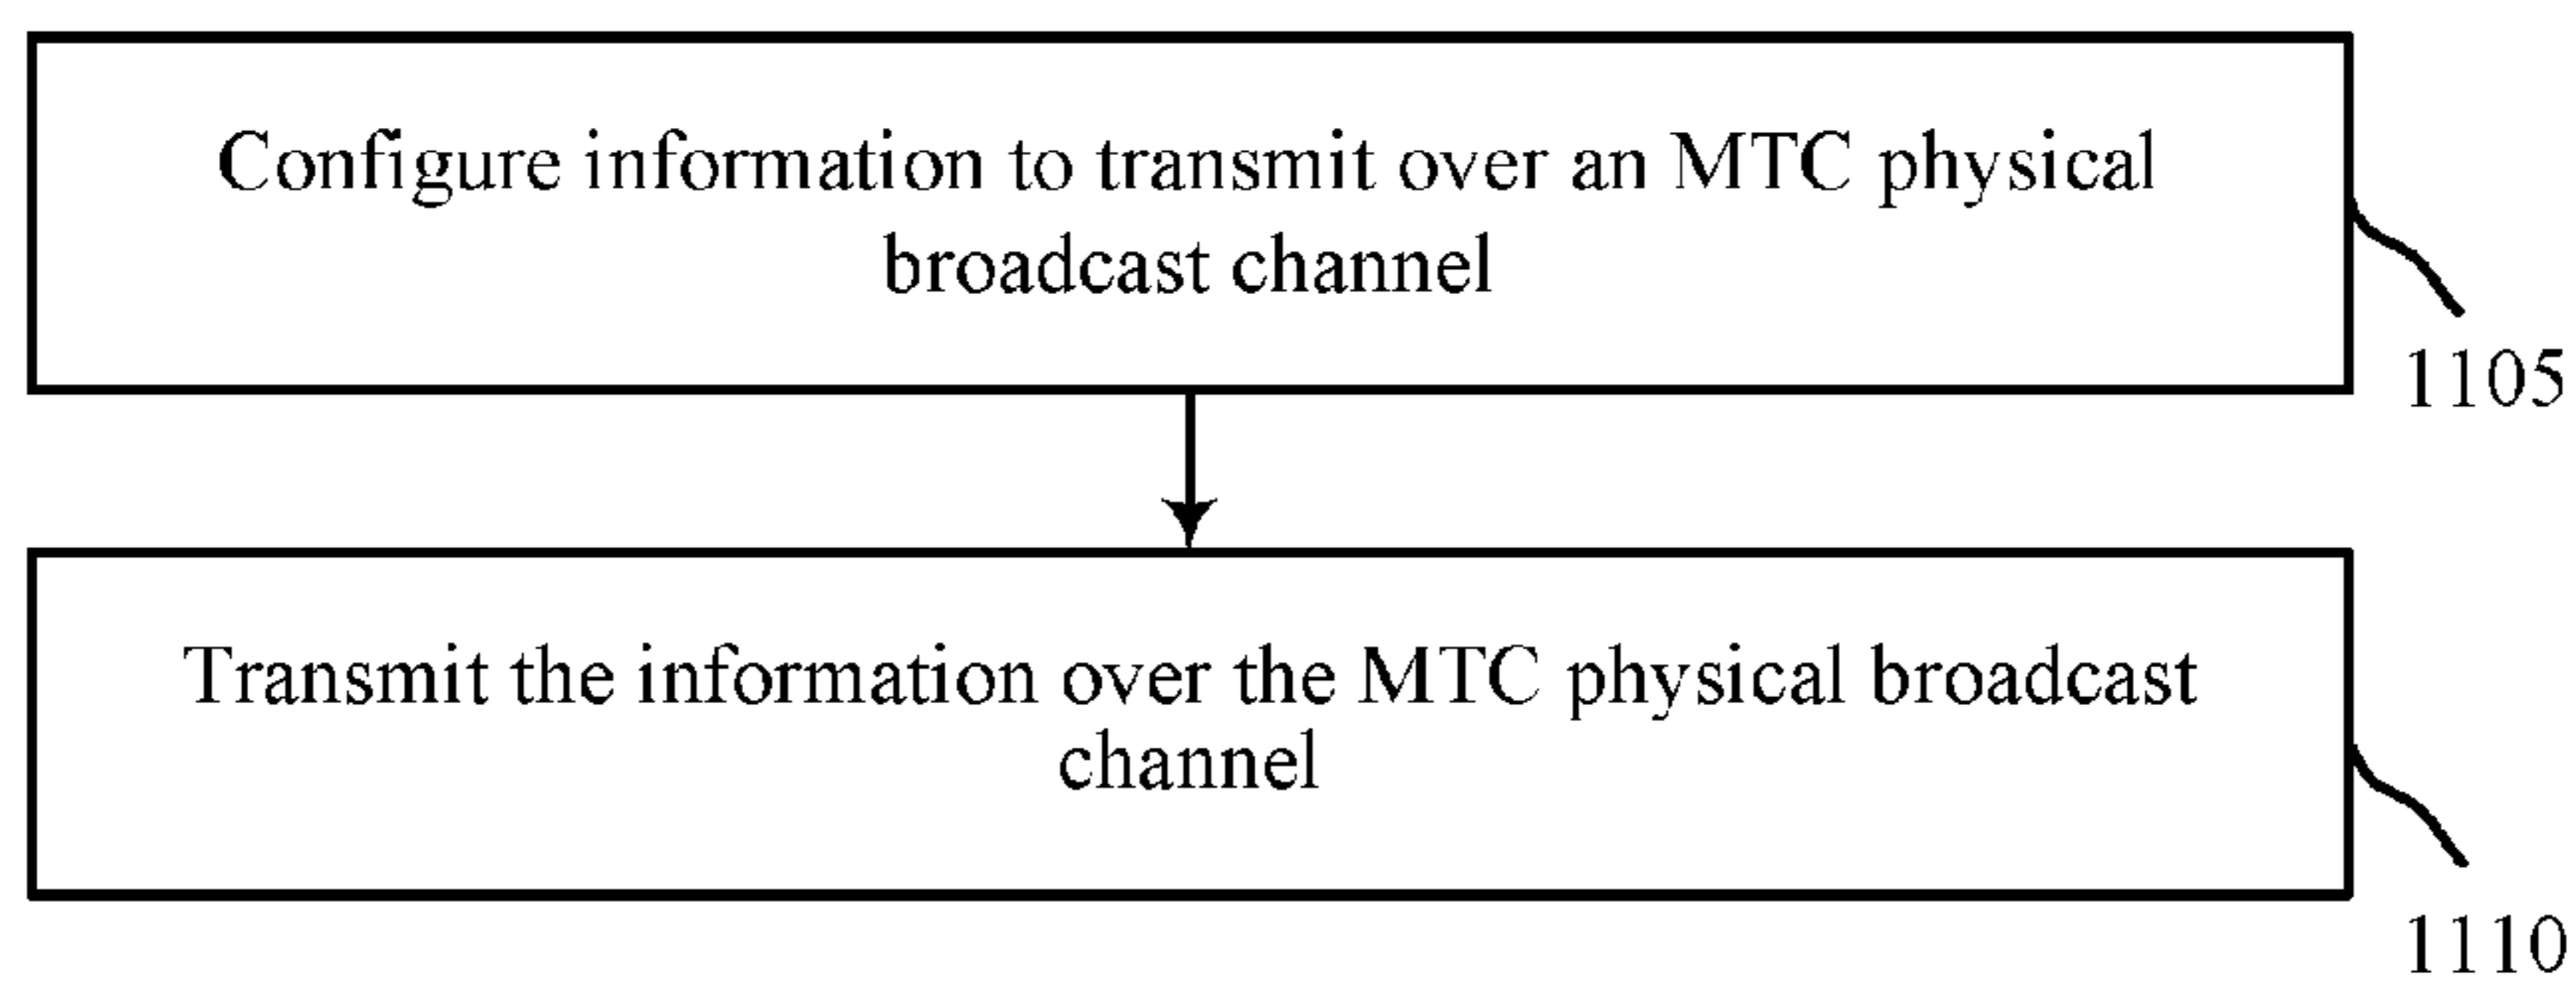 Configure information to transmit over an MTC physical
broadcast channel
1105
Transmit the information over the MTC physical broadcast
channel
1110